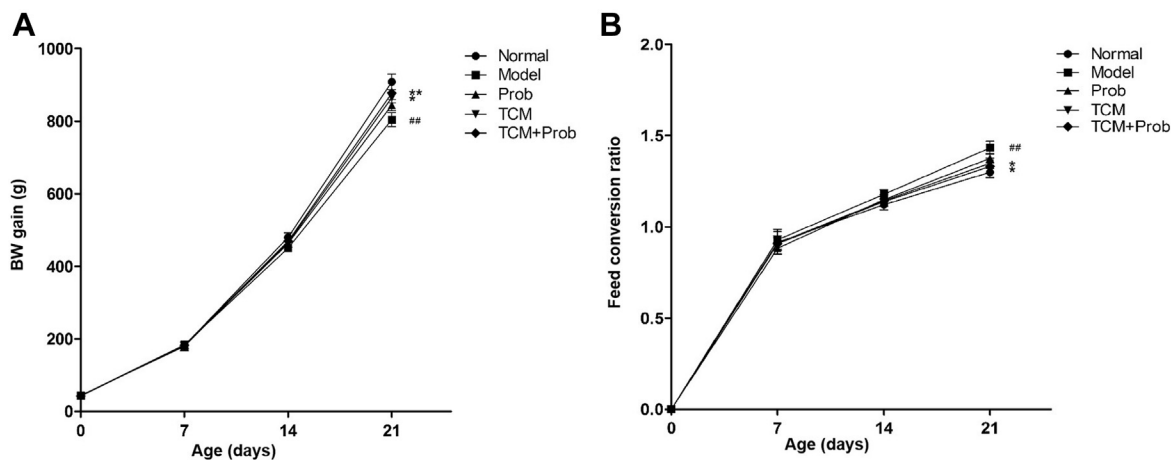 A
BW gain (g)
1000
800
600
400
200
0
0 7 14 21
Age (days)
Normal
Model
Prob
TCM
TCM+Prob
**
*
##
B
Feed conversion ratio
2.0
1.5
1.0
0.5
0.0
0 7 14 21
Age (days)
Normal
Model
Prob
TCM
TCM+Prob
##
*
*